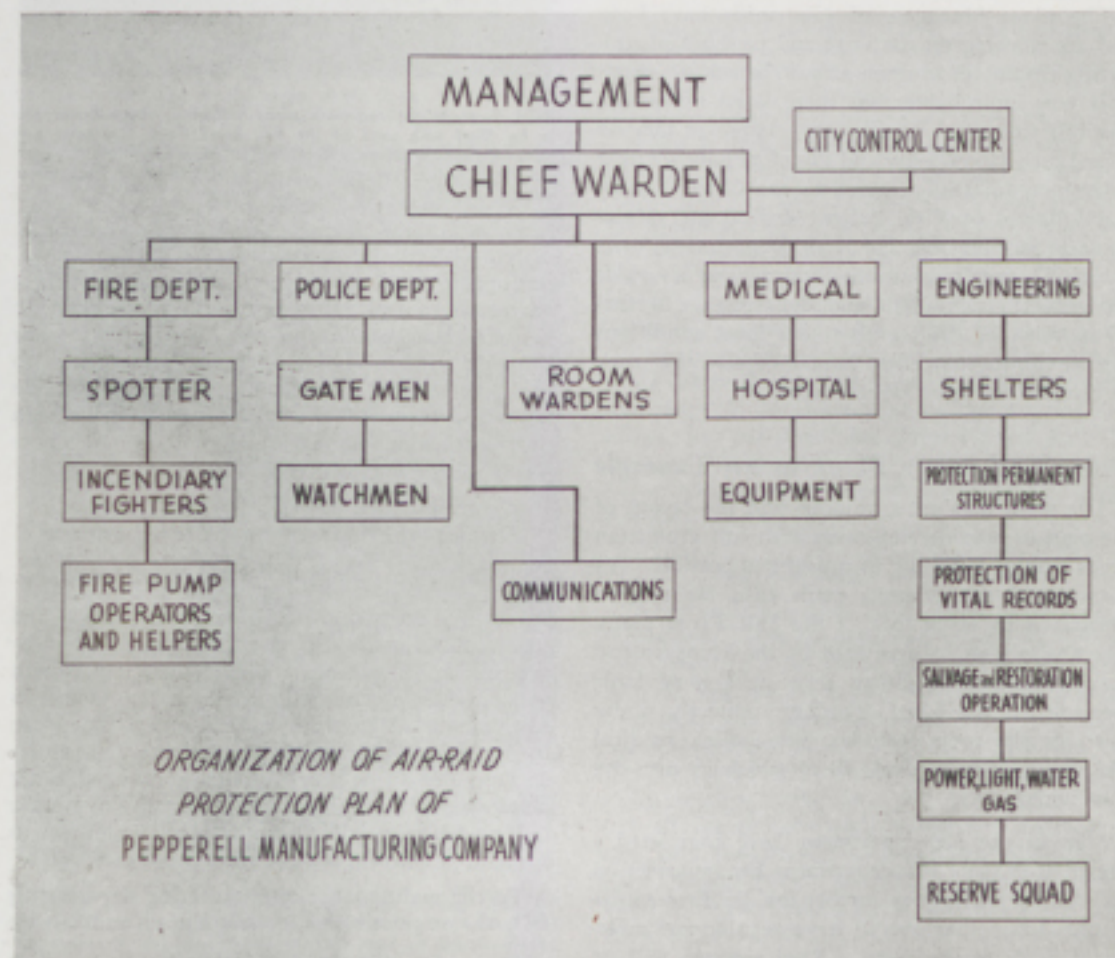 MANAGEMENT
CITY CONTROL CENTER
CHIEF WARDEN
FIRE DEPT.
POLICE DEPT.
MEDICAL
ENGINEERING
SPOTTER
GATE MEN
ROOM
WARDENS
HOSPITAL
SHELTERS
INCENDIARY
FIGHTERS
WATCHMEN
EQUIPMENT
PROTECTION PERMANENT
STRUCTURES
FIRE PUMP
OPERATORS
AND HELPERS
COMMUNICATIONS
PROTECTION OF
VITAL RECORDS
SALVAGE and RESTORATION
OPERATION
POWER, LIGHT, WATER
GAS
RESERVE SQUAD
ORGANIZATION OF AIR-RAID
PROTECTION PLAN OF
PEPPERELL MANUFACTURING COMPANY